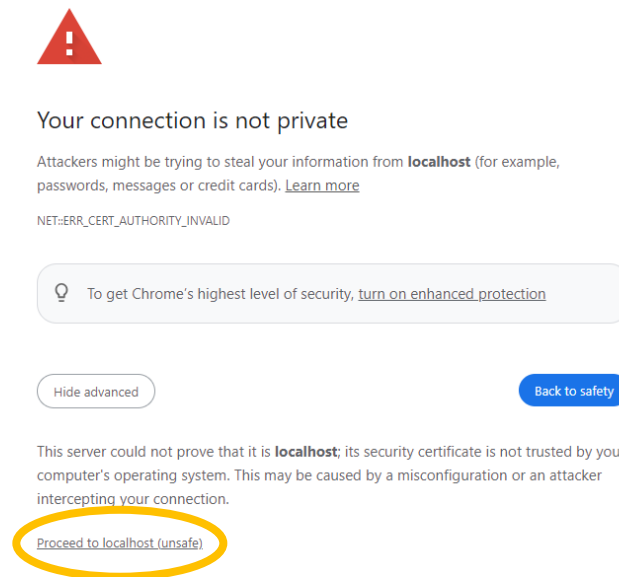 Your connection is not private
Attackers might be trying to steal your information from localhost (for example,
passwords, messages or credit cards). Learn more
NET::ERR_CERT_AUTHORITY_INVALID
To get Chrome's highest level of security, turn on enhanced protection
Hide advanced
Back to safety
This server could not prove that it is localhost; its security certificate is not trusted by you
computer's operating system. This may be caused by a misconfiguration or an attacker
intercepting your connection.
Proceed to localhost (unsafe)